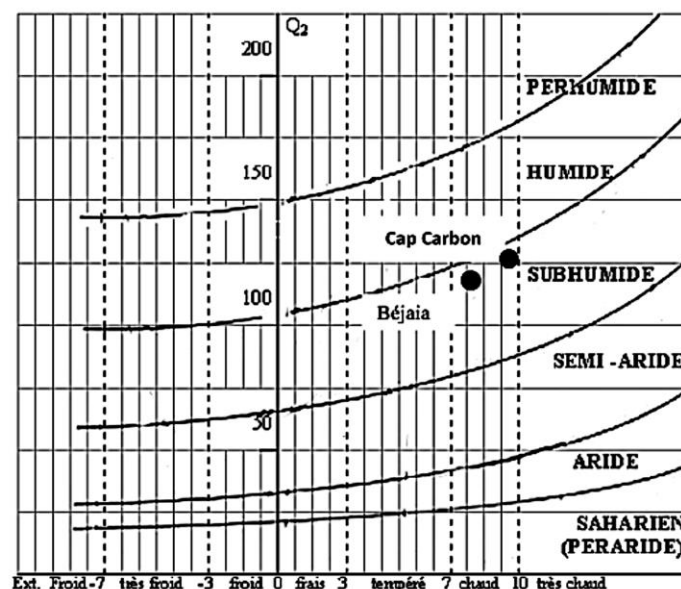 Q2
200
PERHUMIDE
150
HUMIDE
Cap Carbon
SUBHUMIDE
100
Béjaia
SEMI-ARIDE
50
ARIDE
SAHARIEN
(PERARIDE)
Ext. Froid -7 très froid -3 froid 0 frais 3 tempéré 7 chaud 10 très chaud